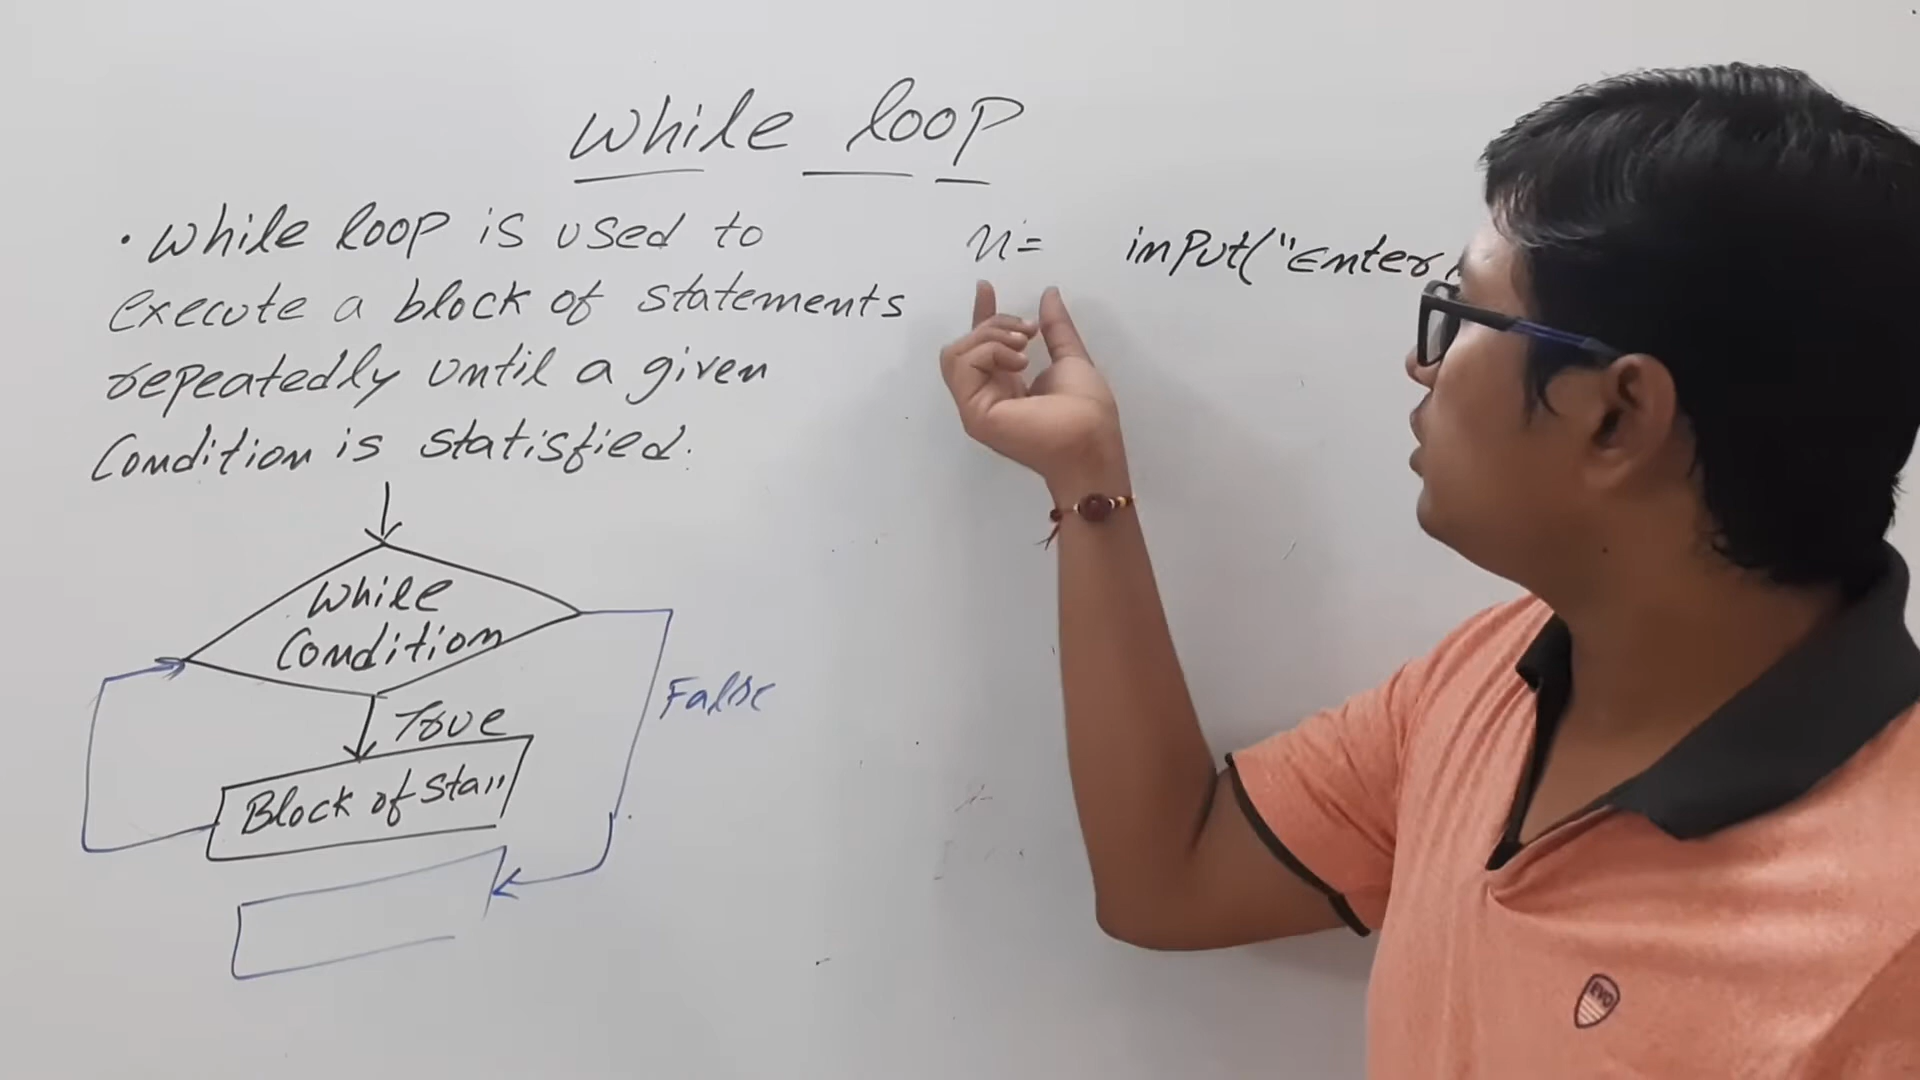 while loop
• while loop is used to
execute a block of statements
repeatedly until a given
Condition is statisfied.
While
Condition
True
Block of Stat
False
n= input("Enter
EVO